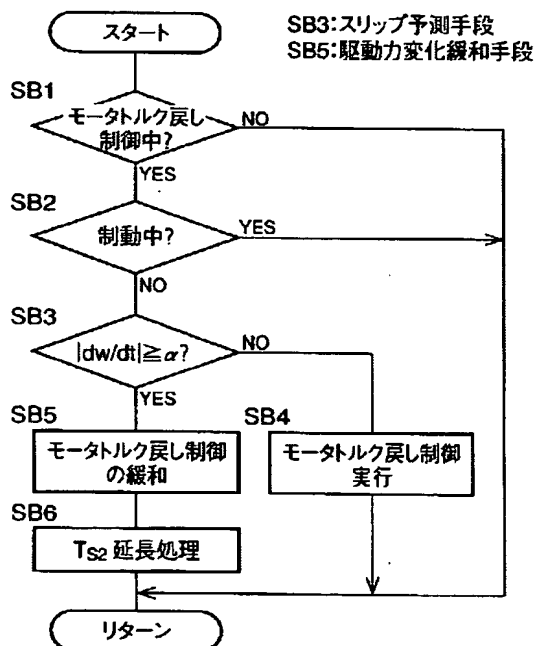 スタート
SB3:スリップ予測手段
SB5:駆動力変化緩和手段
SB1
モータトルク戻し
制御中?
NO
YES
SB2
制動中?
YES
NO
SB3
|dw/dt|≧α?
NO
YES
SB5
モータトルク戻し制御
の緩和
SB4
モータトルク戻し制御
実行
SB6
TS2 延長処理
リターン